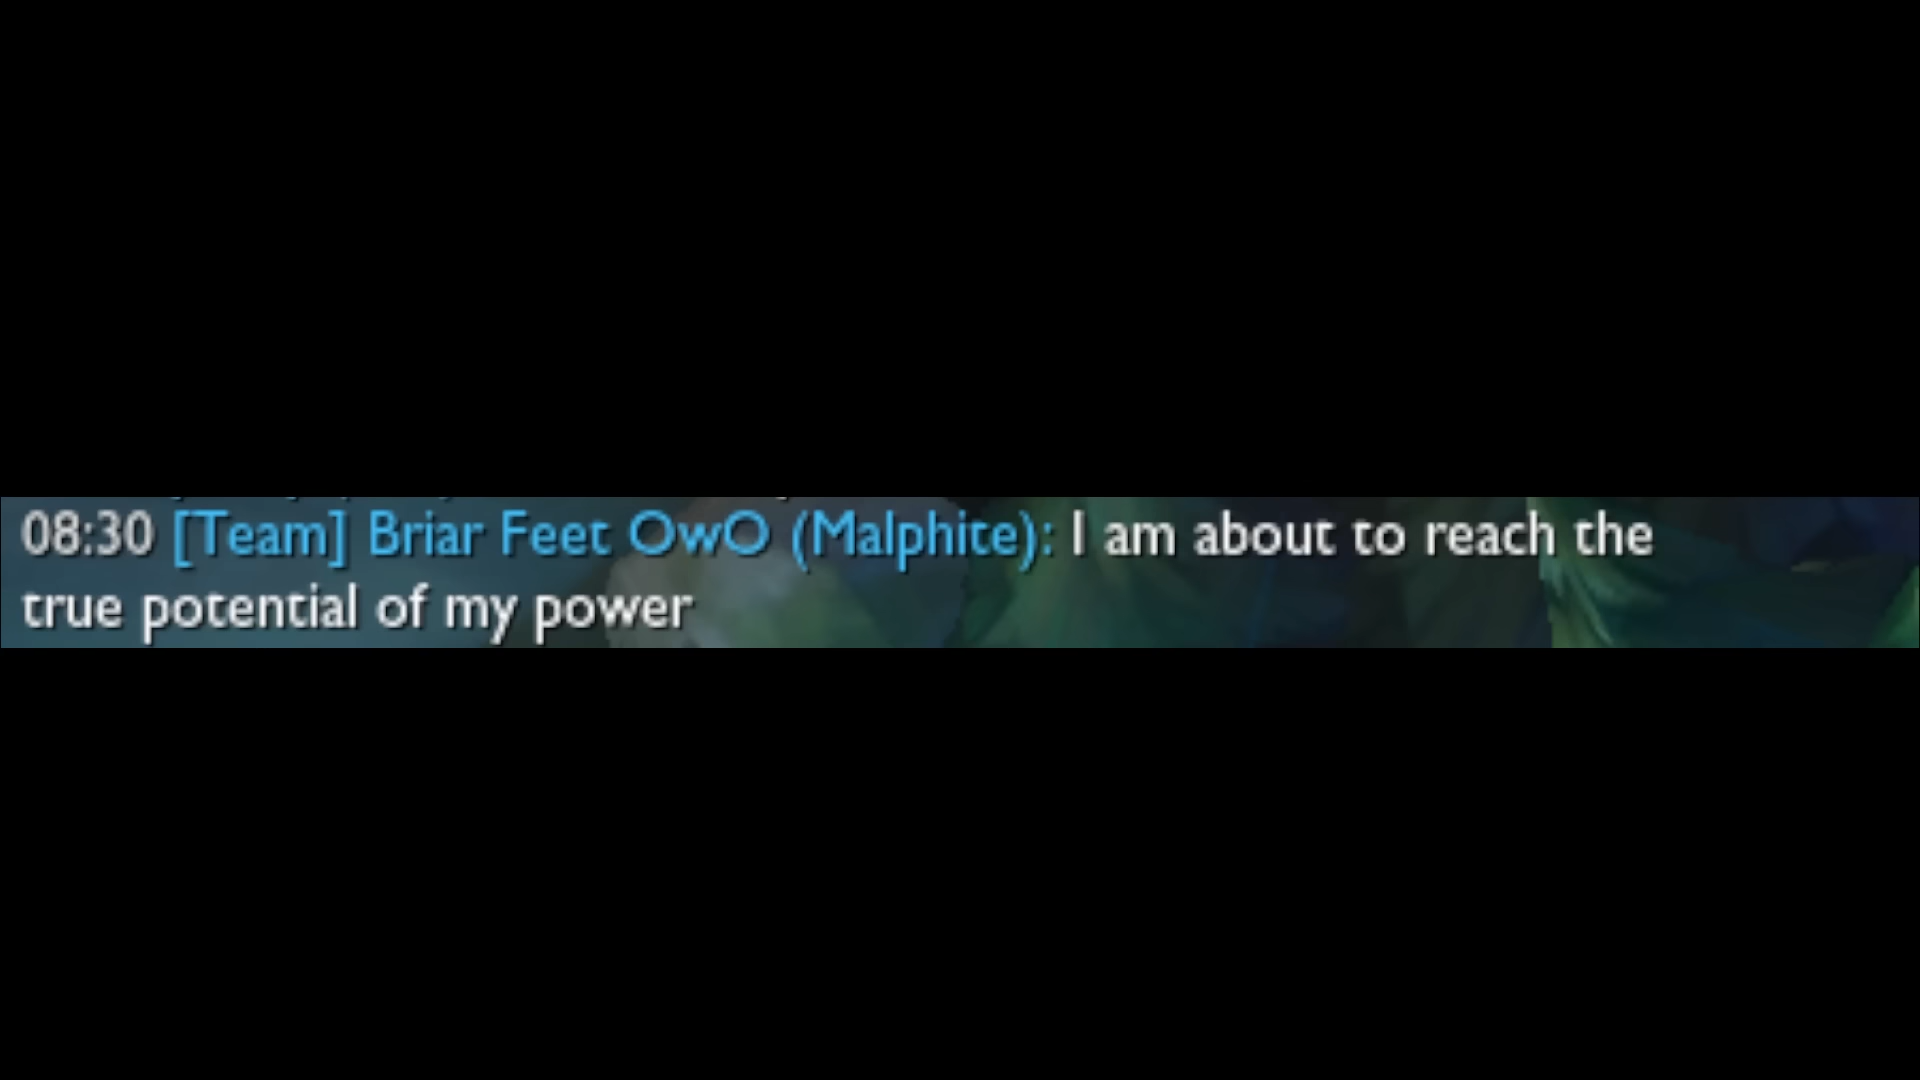 08:30 [Team] Briar Feet OwO (Malphite): I am about to reach the
true potential of my power